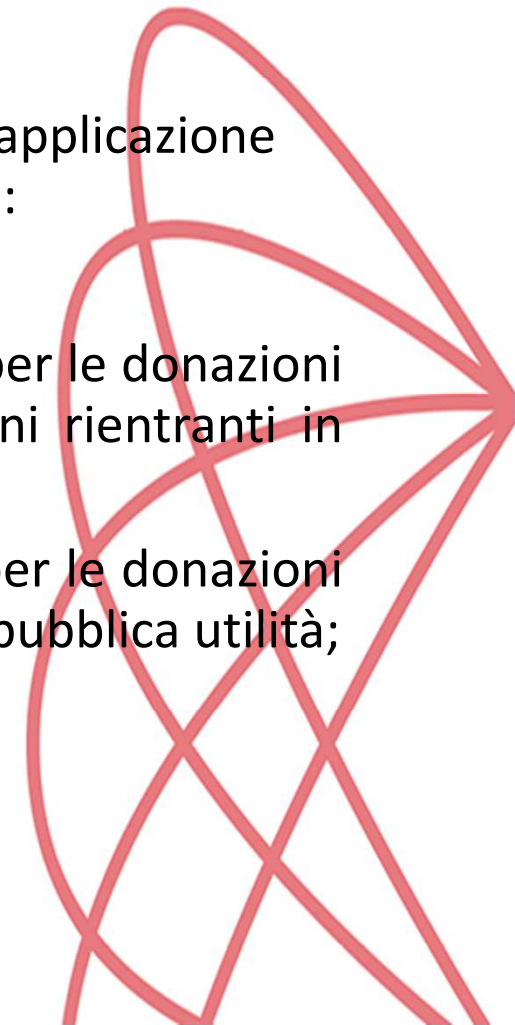 applicazione
:
per le donazioni
ni rientranti in
per le donazioni
pubblica utilità;